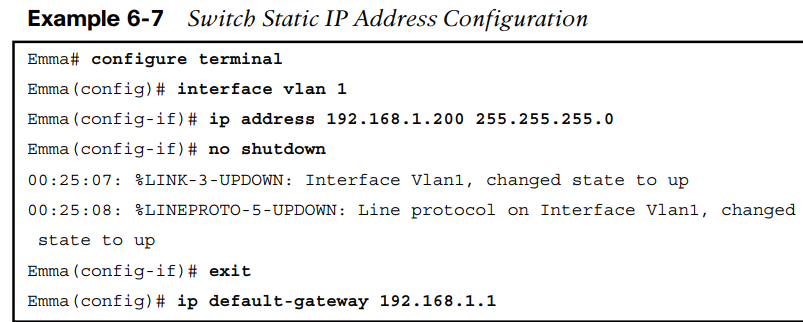 Example 6-7 Switch Static IP Address Configuration
Emma# configure terminal
Emma(config)# interface vlan 1
Emma(config-if)# ip address 192.168.1.200 255.255.255.0
Emma(config-if)# no shutdown
00:25:07: %LINK-3-UPDOWN: Interface Vlan1, changed state to up
00:25:08: %LINEPROTO-5-UPDOWN: Line protocol on Interface Vlan1, changed
state to up
Emma(config-if)# exit
Emma(config)# ip default-gateway 192.168.1.1